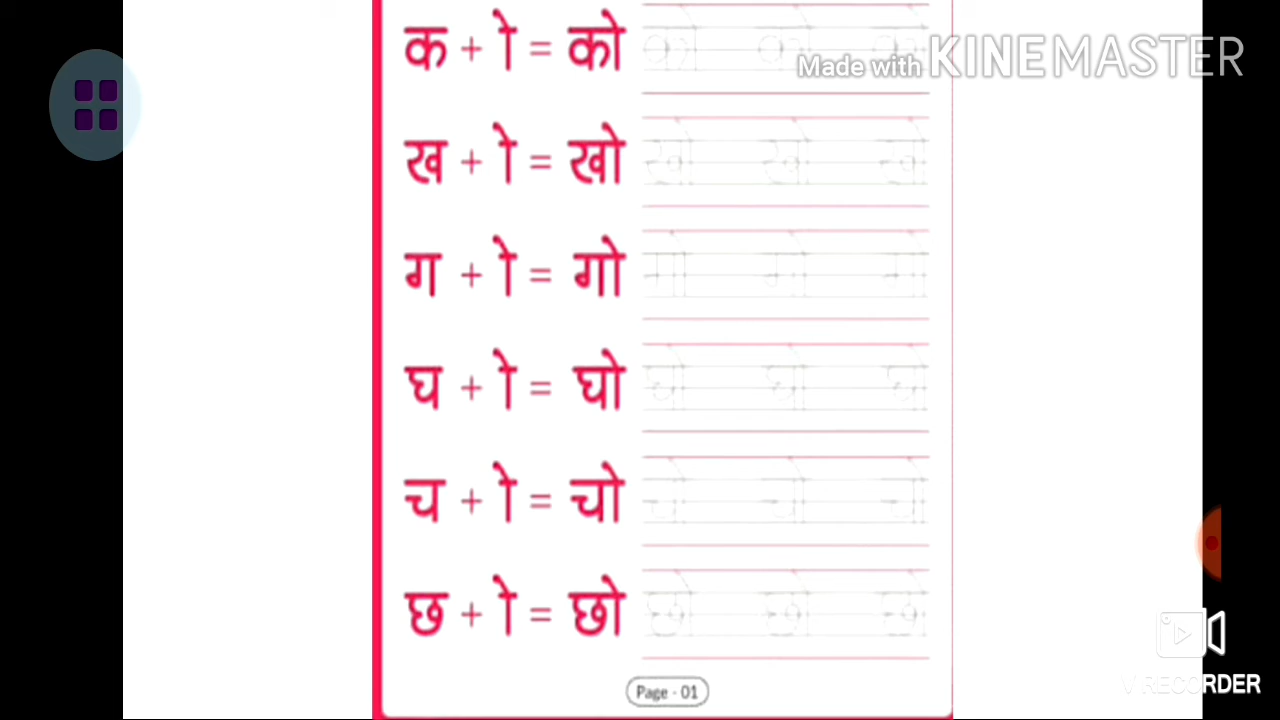 क + ो = को
Made with KINEMASTER
ख + ो = खो
ग + ो = गो
घ + ो = घो
च + ो = चो
छ + ो = छो
Page - 01
V RECORDER